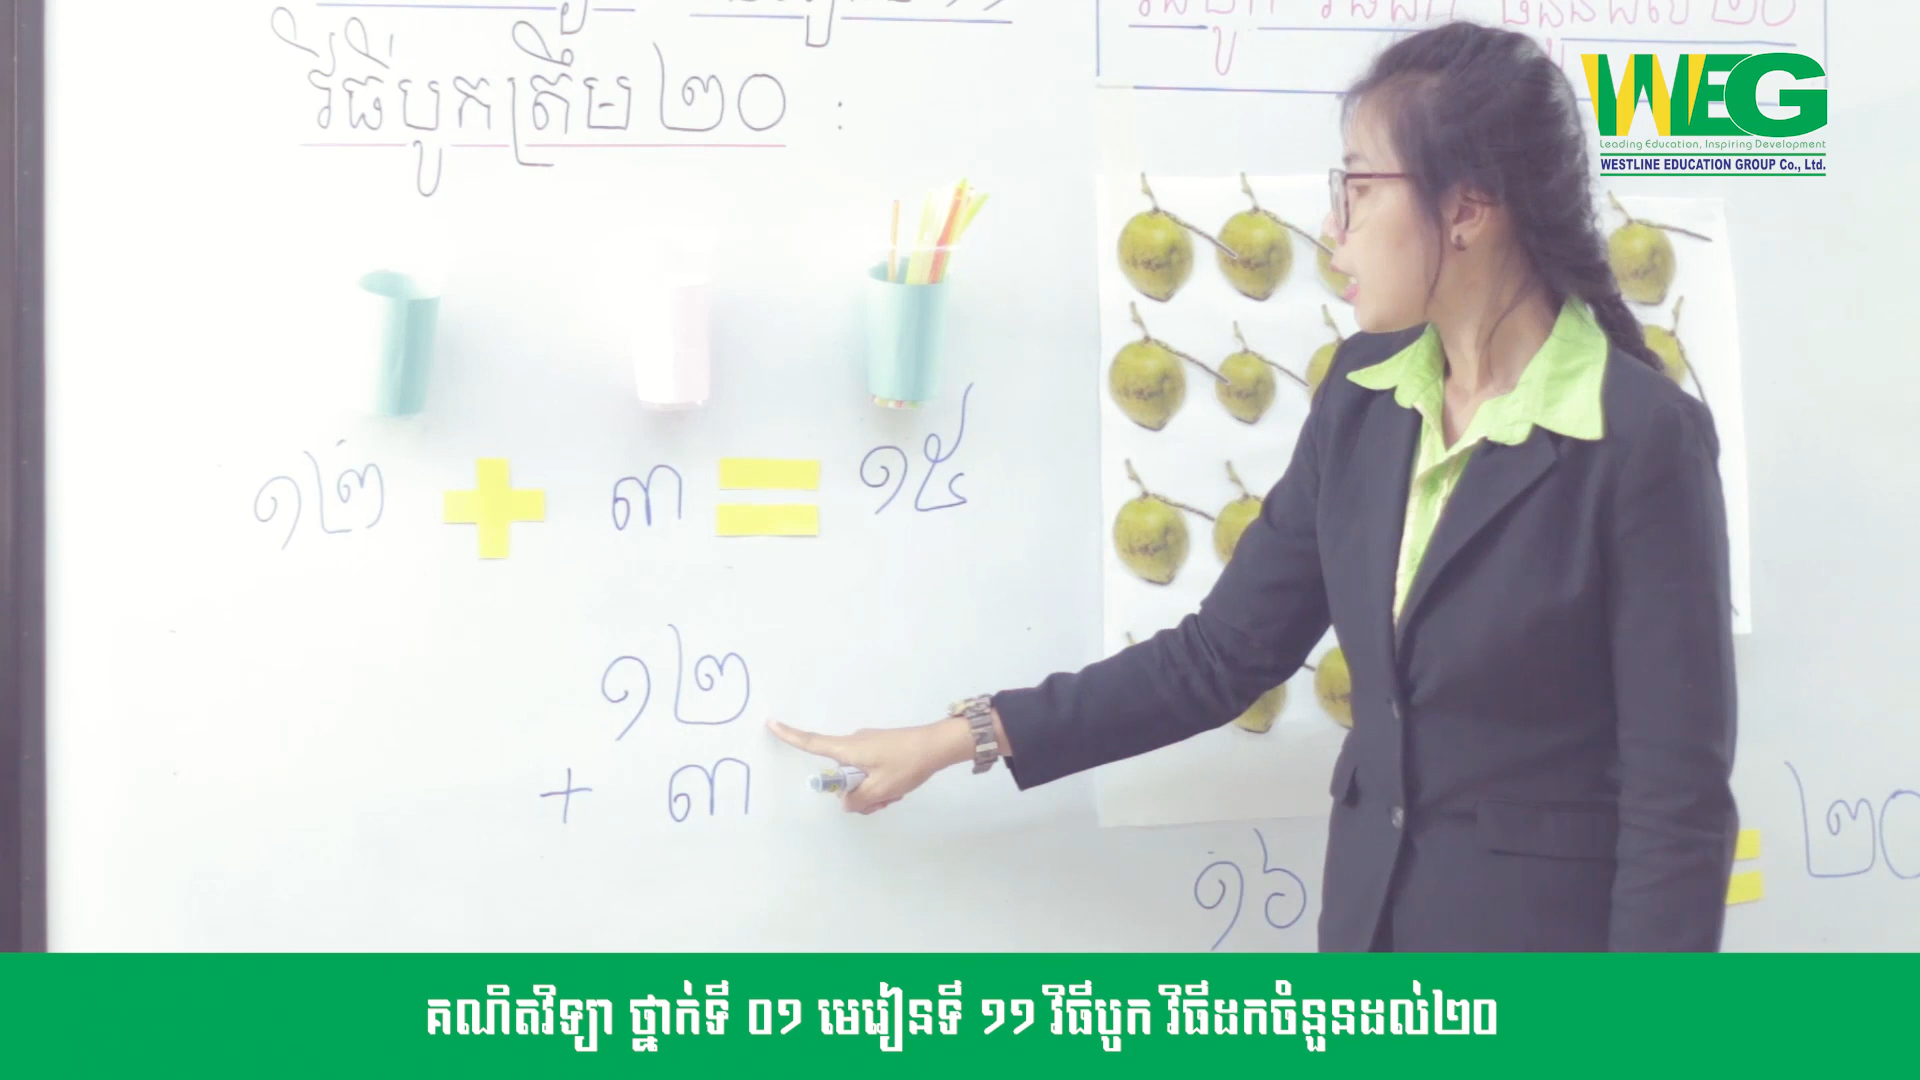 វិធីបូកត្រឹម ២០ :
WEG
Leading Education, Inspiring Development
WESTLINE EDUCATION GROUP Co., Ltd.
១២ + ៣ = ១៥
១២
+ ៣
១៦ = ២០
គណិតវិទ្យា ថ្នាក់ទី ០១ មេរៀនទី ១១ វិធីបូក វិធីដកចំនួនដល់២០